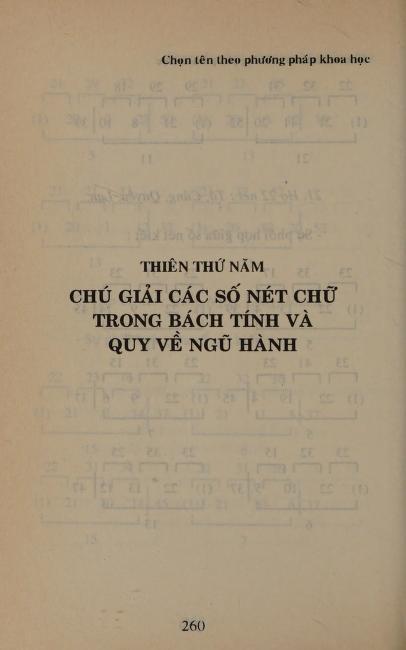 Chọn tên theo phương pháp khoa học
THIÊN THỨ NĂM
CHÚ GIẢI CÁC SỐ NÉT CHỮ
TRONG BÁCH TÍNH VÀ
QUY VỀ NGŨ HÀNH
260